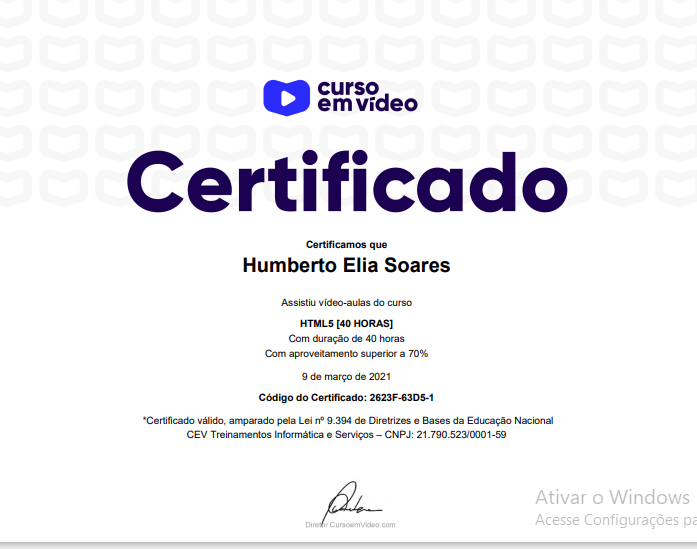 curso
em vídeo
Certificado
Certificamos que
Humberto Elia Soares
Assistiu vídeo-aulas do curso
HTML5 [40 HORAS]
Com duração de 40 horas
Com aproveitamento superior a 70%
9 de março de 2021
Código do Certificado: 2623F-63D5-1
*Certificado válido, amparado pela Lei nº 9.394 de Diretrizes e Bases da Educação Nacional
CEV Treinamentos Informática e Serviços – CNPJ: 21.790.523/0001-59
Diretor CursoemVideo.com
Ativar o Windows
Acesse Configurações pa